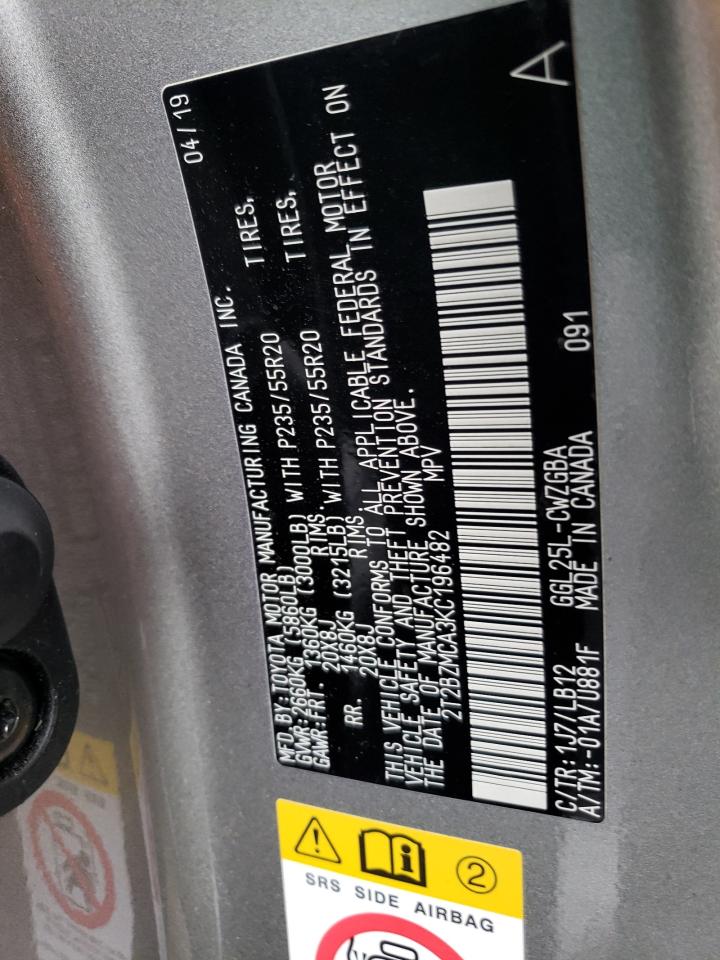 MFD. BY: TOYOTA MOTOR MANUFACTURING CANADA INC. 04/19
GVWR: 2660KG (5860LB)
GAWR: FRT. 1360KG (3000LB) WITH P235/55R20 TIRES,
20X8J RIMS.
RR. 1460KG (3215LB) WITH P235/55R20 TIRES,
20X8J RIMS.
THIS VEHICLE CONFORMS TO ALL APPLICABLE FEDERAL MOTOR
VEHICLE SAFETY AND THEFT PREVENTION STANDARDS IN EFFECT ON
THE DATE OF MANUFACTURE SHOWN ABOVE.
2T2BZMCA3KC196482 MPV
C/TR: 1J7/LB12 GGL25L-CWZGBA
A/TM: -01A/U881F MADE IN CANADA 091 A
2
SRS SIDE AIRBAG